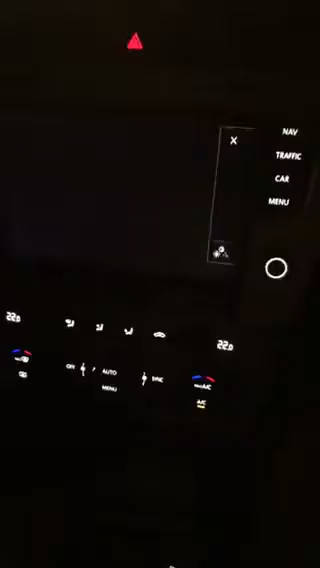 NAV
X
TRAFFIC
CAR
MENU
22.0
22.0
OFF
AUTO
SYNC
MENU
A/C
A/C